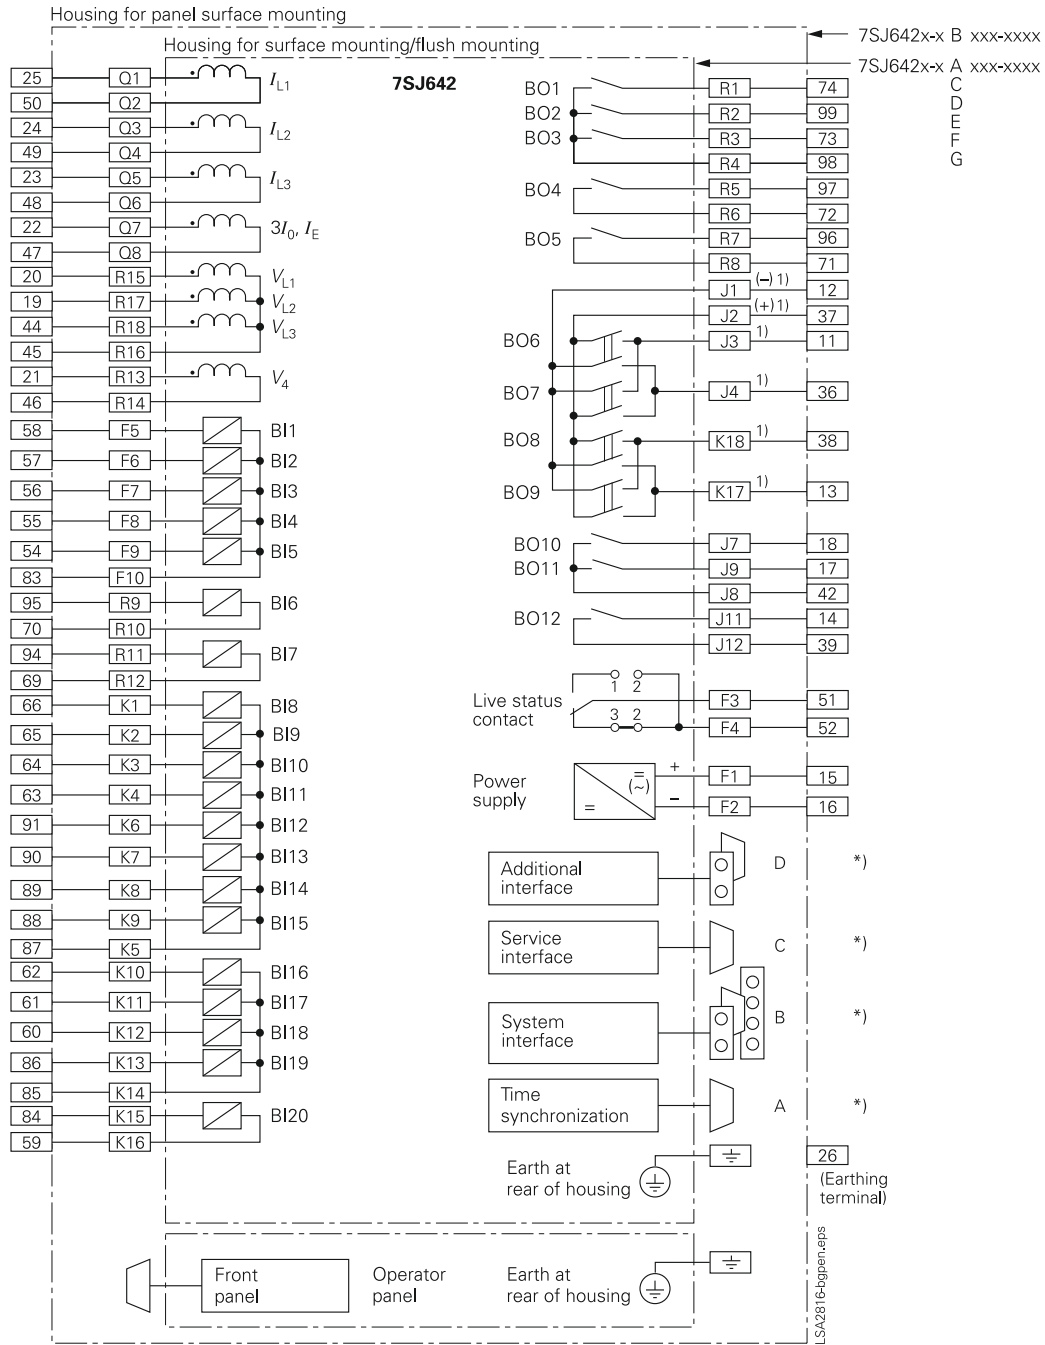 Housing for panel surface mounting
7SJ642x-x B xxx-xxxx
Housing for surface mounting/flush mounting
7SJ642x-x A xxx-xxxx
C
D
E
F
G
7SJ642
25 Q1 IL1
50 Q2
24 Q3 IL2
49 Q4
23 Q5 IL3
48 Q6
22 Q7 3I0, IE
47 Q8
20 R15 VL1
19 R17 VL2
44 R18 VL3
45 R16
21 R13 V4
46 R14
58 F5 BI1
57 F6 BI2
56 F7 BI3
55 F8 BI4
54 F9 BI5
83 F10
95 R9 BI6
70 R10
94 R11 BI7
69 R12
66 K1 BI8
65 K2 BI9
64 K3 BI10
63 K4 BI11
91 K6 BI12
90 K7 BI13
89 K8 BI14
88 K9 BI15
87 K5
62 K10 BI16
61 K11 BI17
60 K12 BI18
86 K13 BI19
85 K14
84 K15 BI20
59 K16
BO1 R1 74
BO2 R2 99
BO3 R3 73
R4 98
BO4 R5 97
R6 72
BO5 R7 96
R8 71
J1 (–) 1) 12
J2 (+) 1) 37
BO6 J3 1) 11
BO7 J4 1) 36
BO8 K18 1) 38
BO9 K17 1) 13
BO10 J7 18
BO11 J9 17
J8 42
BO12 J11 14
J12 39
Live status
contact
1 2
3 2
F3 51
F4 52
Power
supply
= (~)
=
+ F1 15
– F2 16
Additional
interface
D *)
Service
interface
C *)
System
interface
B *)
Time
synchronization
A *)
Earth at
rear of housing
26
(Earthing
terminal)
Front
panel
Operator
panel
Earth at
rear of housing
LSA2816-bgpen.eps